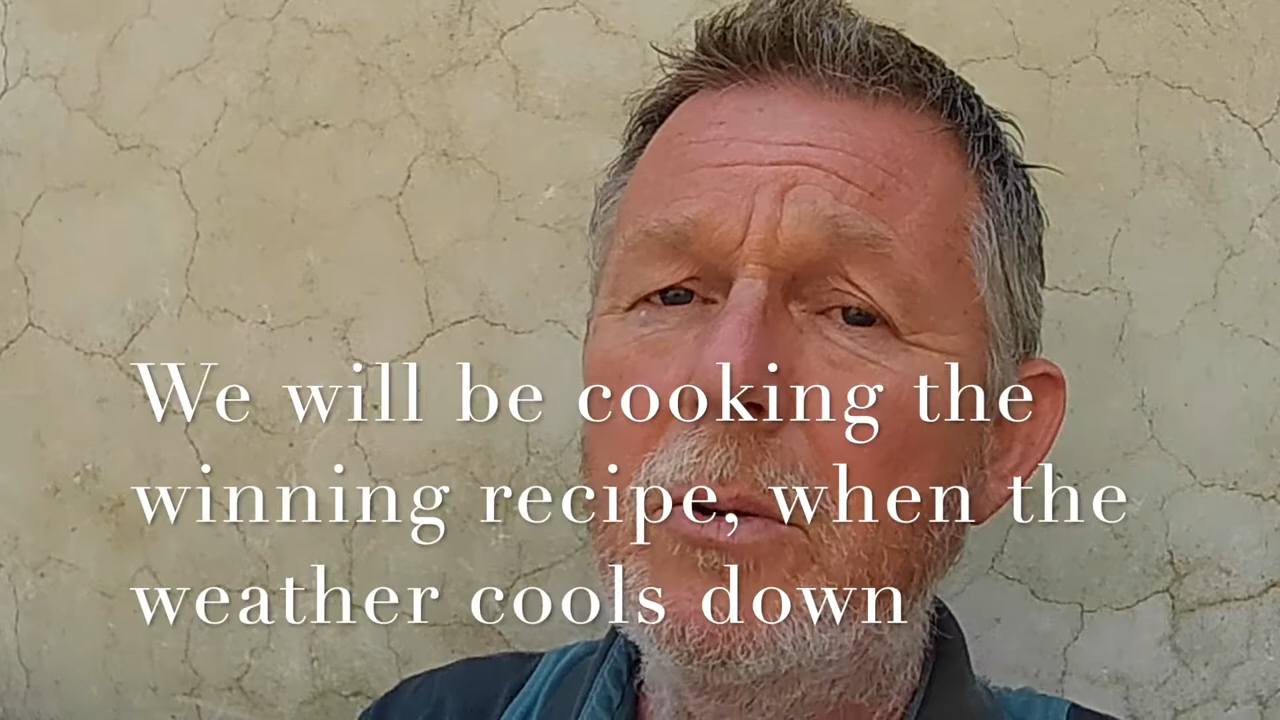 We will be cooking the
winning recipe, when the
weather cools down